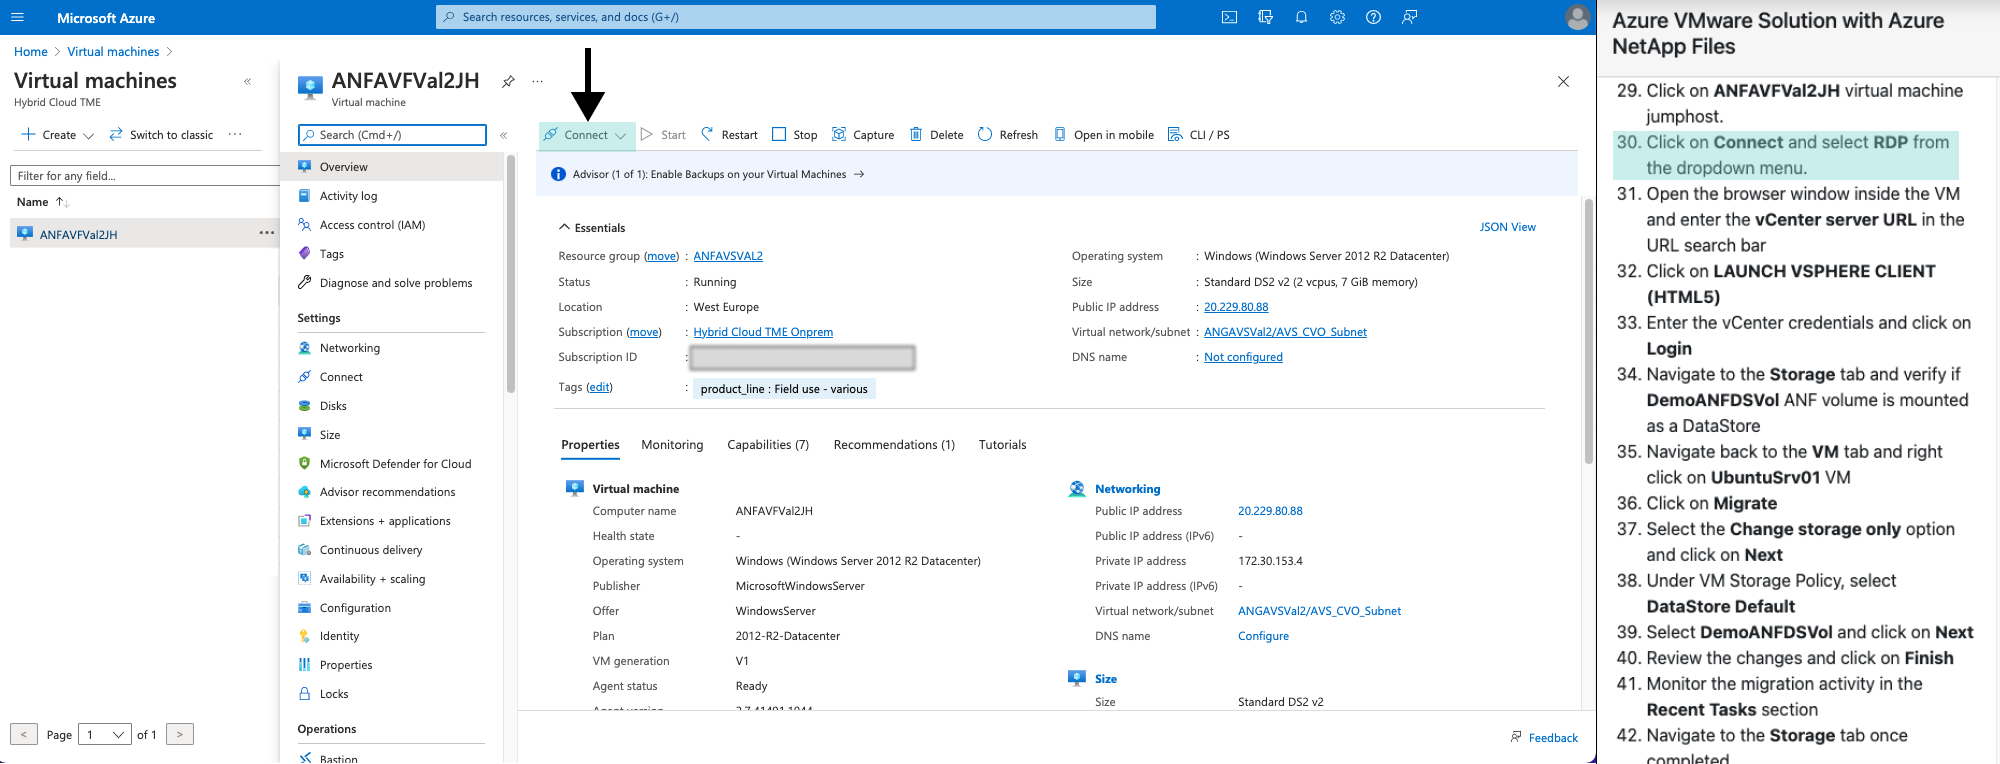 Microsoft Azure
Search resources, services, and docs (G+/)
Home > Virtual machines >
Virtual machines
Hybrid Cloud TME
Create
Switch to classic
Filter for any field...
Name
ANFAVFVal2JH
Page 1 of 1
ANFAVFVal2JH
Virtual machine
Search (Cmd+/)
Overview
Activity log
Access control (IAM)
Tags
Diagnose and solve problems
Settings
Networking
Connect
Disks
Size
Microsoft Defender for Cloud
Advisor recommendations
Extensions + applications
Continuous delivery
Availability + scaling
Configuration
Identity
Properties
Locks
Operations
Bastion
Connect Start Restart Stop Capture Delete Refresh Open in mobile CLI / PS
Advisor (1 of 1): Enable Backups on your Virtual Machines →
Essentials
JSON View
Resource group (move) : ANFAVSVAL2
Status : Running
Location : West Europe
Subscription (move) : Hybrid Cloud TME Onprem
Subscription ID :
Tags (edit) : product_line : Field use - various
Operating system : Windows (Windows Server 2012 R2 Datacenter)
Size : Standard DS2 v2 (2 vcpus, 7 GiB memory)
Public IP address : 20.229.80.88
Virtual network/subnet : ANGAVSVal2/AVS_CVO_Subnet
DNS name : Not configured
Properties Monitoring Capabilities (7) Recommendations (1) Tutorials
Virtual machine
Computer name ANFAVFVal2JH
Health state -
Operating system Windows (Windows Server 2012 R2 Datacenter)
Publisher MicrosoftWindowsServer
Offer WindowsServer
Plan 2012-R2-Datacenter
VM generation V1
Agent status Ready
Agent version 2.7.41491.1044
Networking
Public IP address 20.229.80.88
Public IP address (IPv6) -
Private IP address 172.30.153.4
Private IP address (IPv6) -
Virtual network/subnet ANGAVSVal2/AVS_CVO_Subnet
DNS name Configure
Size
Size Standard DS2 v2
Feedback
Azure VMware Solution with Azure
NetApp Files
29. Click on ANFAVFVal2JH virtual machine
jumphost.
30. Click on Connect and select RDP from
the dropdown menu.
31. Open the browser window inside the VM
and enter the vCenter server URL in the
URL search bar
32. Click on LAUNCH VSPHERE CLIENT
(HTML5)
33. Enter the vCenter credentials and click on
Login
34. Navigate to the Storage tab and verify if
DemoANFDSVol ANF volume is mounted
as a DataStore
35. Navigate back to the VM tab and right
click on UbuntuSrv01 VM
36. Click on Migrate
37. Select the Change storage only option
and click on Next
38. Under VM Storage Policy, select
DataStore Default
39. Select DemoANFDSVol and click on Next
40. Review the changes and click on Finish
41. Monitor the migration activity in the
Recent Tasks section
42. Navigate to the Storage tab once
completed